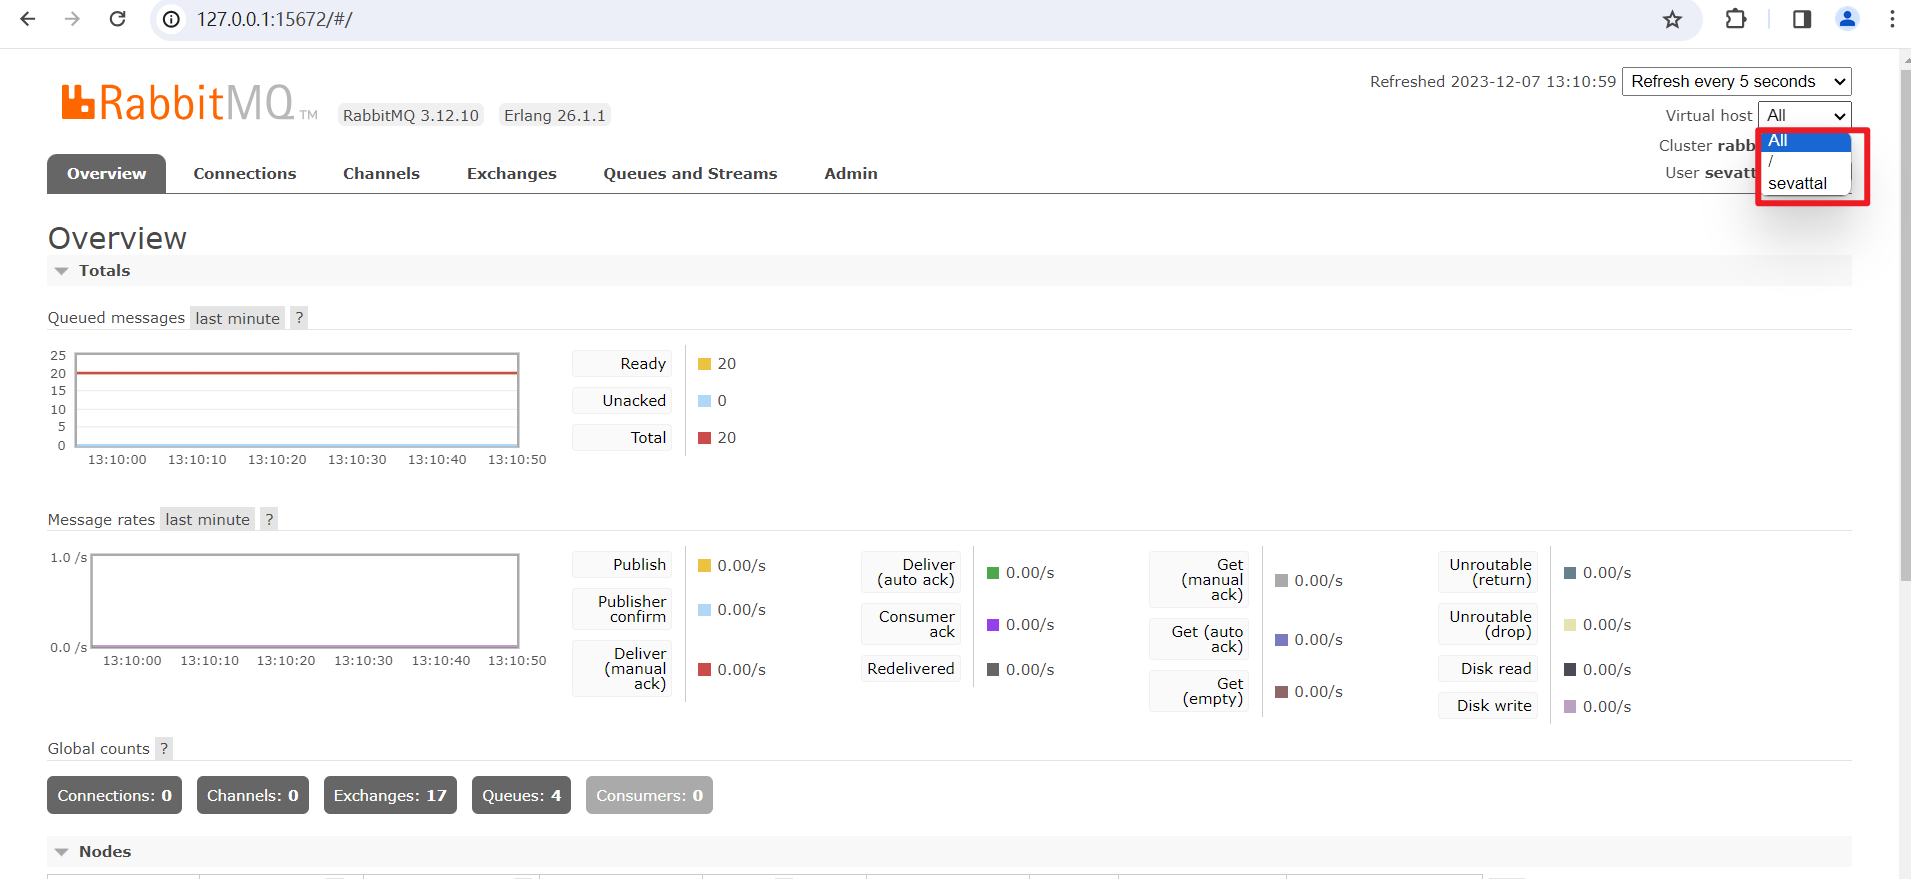 127.0.0.1:15672/#/
Refreshed 2023-12-07 13:10:59 Refresh every 5 seconds
RabbitMQ TM RabbitMQ 3.12.10 Erlang 26.1.1
Virtual host All
All
/
sevattal
Cluster rabb
User sevatt
Overview Connections Channels Exchanges Queues and Streams Admin
Overview
Totals
Queued messages last minute ?
25
20
15
10
5
0
13:10:00 13:10:10 13:10:20 13:10:30 13:10:40 13:10:50
Ready 20
Unacked 0
Total 20
Message rates last minute ?
1.0 /s
0.0 /s
13:10:00 13:10:10 13:10:20 13:10:30 13:10:40 13:10:50
Publish 0.00/s
Publisher
confirm 0.00/s
Deliver
(manual
ack) 0.00/s
Deliver
(auto ack) 0.00/s
Consumer
ack 0.00/s
Redelivered 0.00/s
Get
(manual
ack) 0.00/s
Get (auto
ack) 0.00/s
Get
(empty) 0.00/s
Unroutable
(return) 0.00/s
Unroutable
(drop) 0.00/s
Disk read 0.00/s
Disk write 0.00/s
Global counts ?
Connections: 0 Channels: 0 Exchanges: 17 Queues: 4 Consumers: 0
Nodes